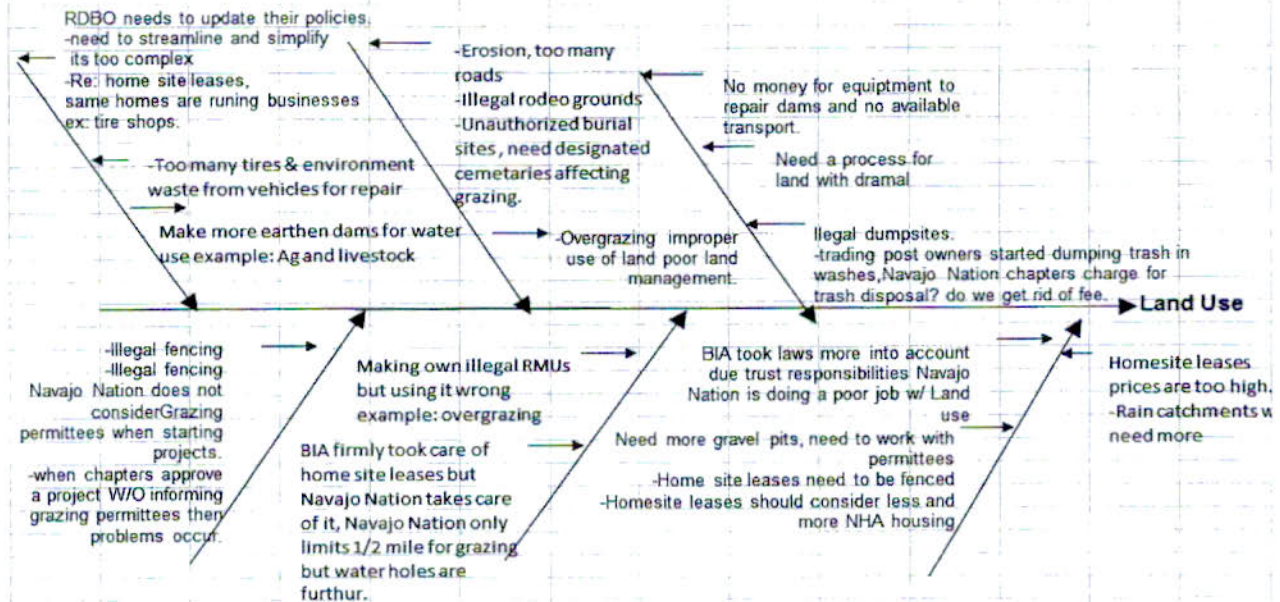 RDBO needs to update their policies.
-need to streamline and simplify
its too complex
-Re: home site leases,
same homes are runing businesses
ex: tire shops.
-Too many tires & environment
waste from vehicles for repair
Make more earthen dams for water
use example: Ag and livestock
-Erosion, too many
roads
-Illegal rodeo grounds
-Unauthorized burial
sites, need designated
cemetaries affecting
grazing.
-Overgrazing improper
use of land poor land
management.
No money for equiptment to
repair dams and no available
transport.
Need a process for
land with dramal
Ilegal dumpsites.
-trading post owners started dumping trash in
washes,Navajo Nation chapters charge for
trash disposal? do we get rid of fee.
Land Use
-Illegal fencing
-Illegal fencing
Navajo Nation does not
considerGrazing
permittees when starting
projects.
-when chapters approve
a project W/O informing
grazing permittees then
problems occur.
Making own illegal RMUs
but using it wrong
example: overgrazing
BIA firmly took care of
home site leases but
Navajo Nation takes care
of it, Navajo Nation only
limits 1/2 mile for grazing
but water holes are
furthur.
BIA took laws more into account
due trust responsibilities Navajo
Nation is doing a poor job w/ Land
use
Need more gravel pits, need to work with
permittees
-Home site leases need to be fenced
-Homesite leases should consider less and
more NHA housing
Homesite leases
prices are too high.
-Rain catchments w
need more